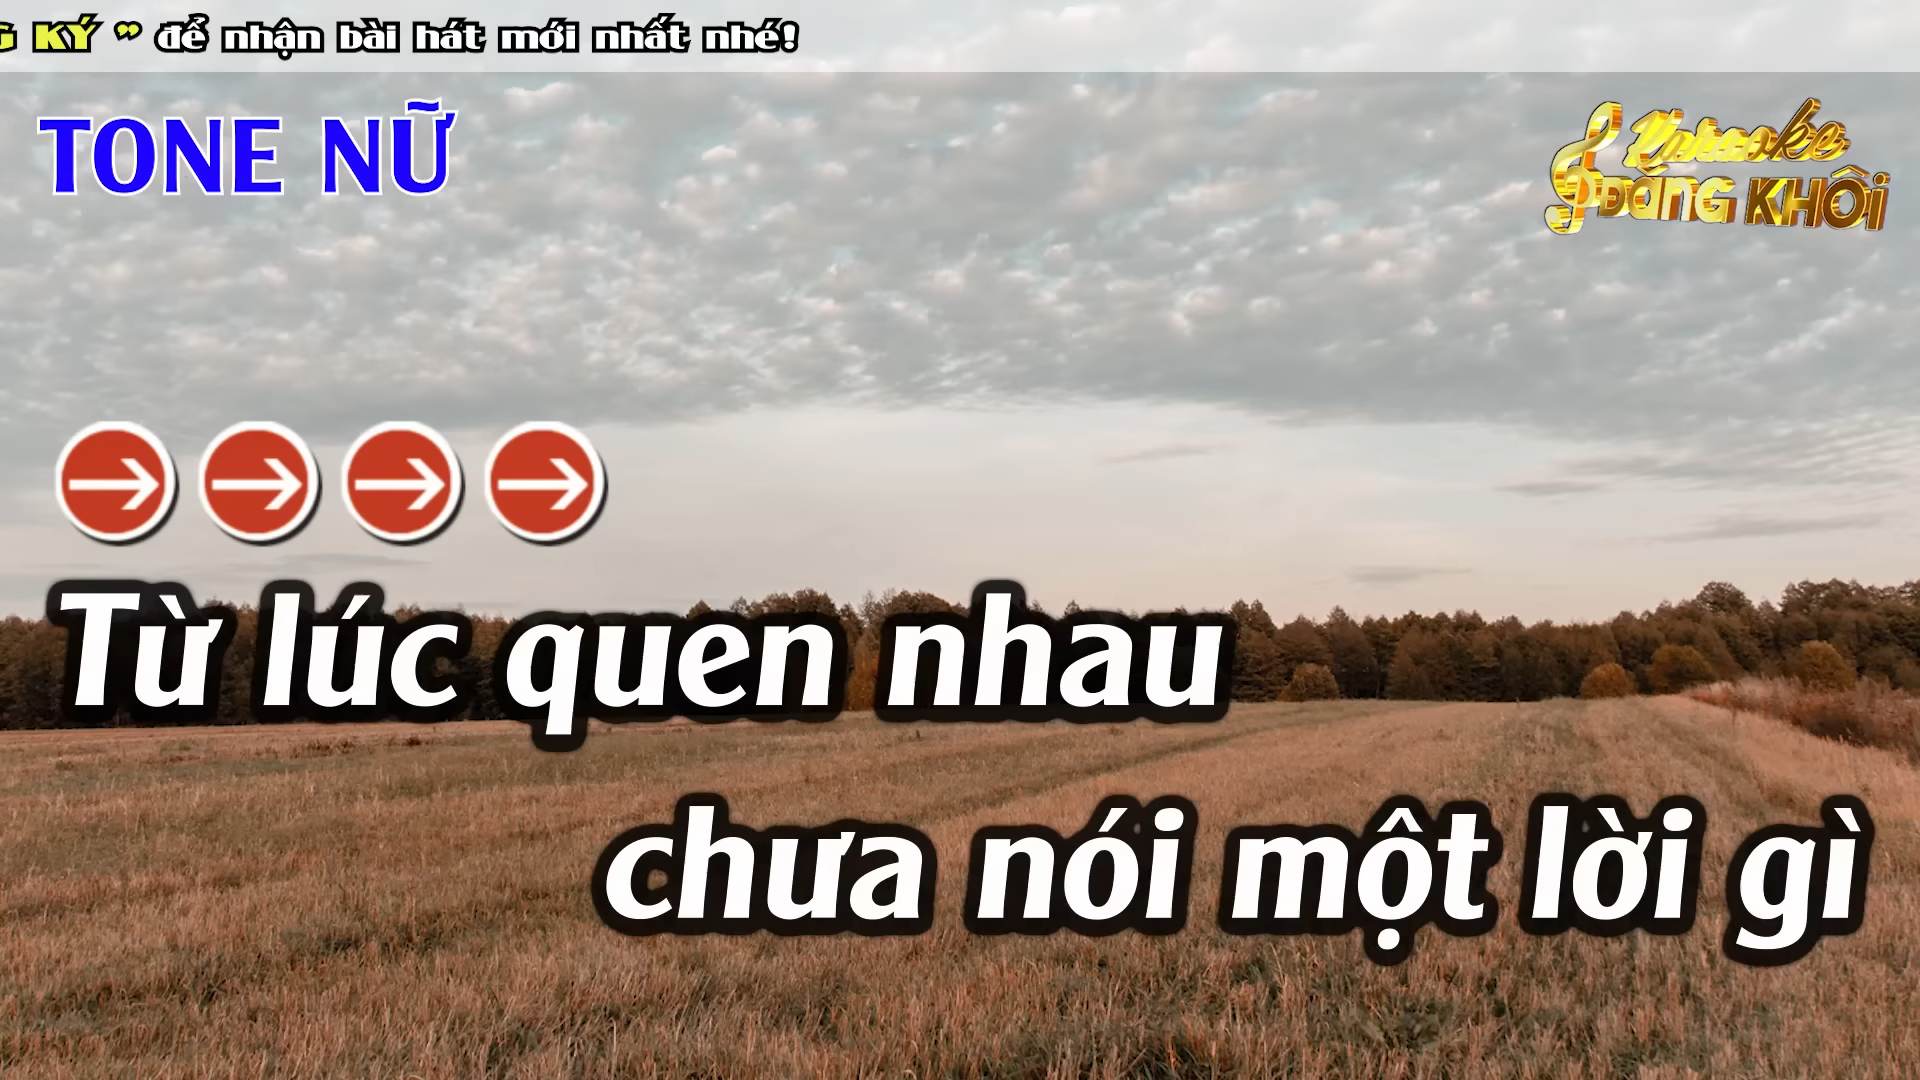 KÝ ” để nhận bài hát mới nhất nhé!
TONE NỮ
Karaoke
ĐĂNG KHÔI
Từ lúc quen nhau
chưa nói một lời gì